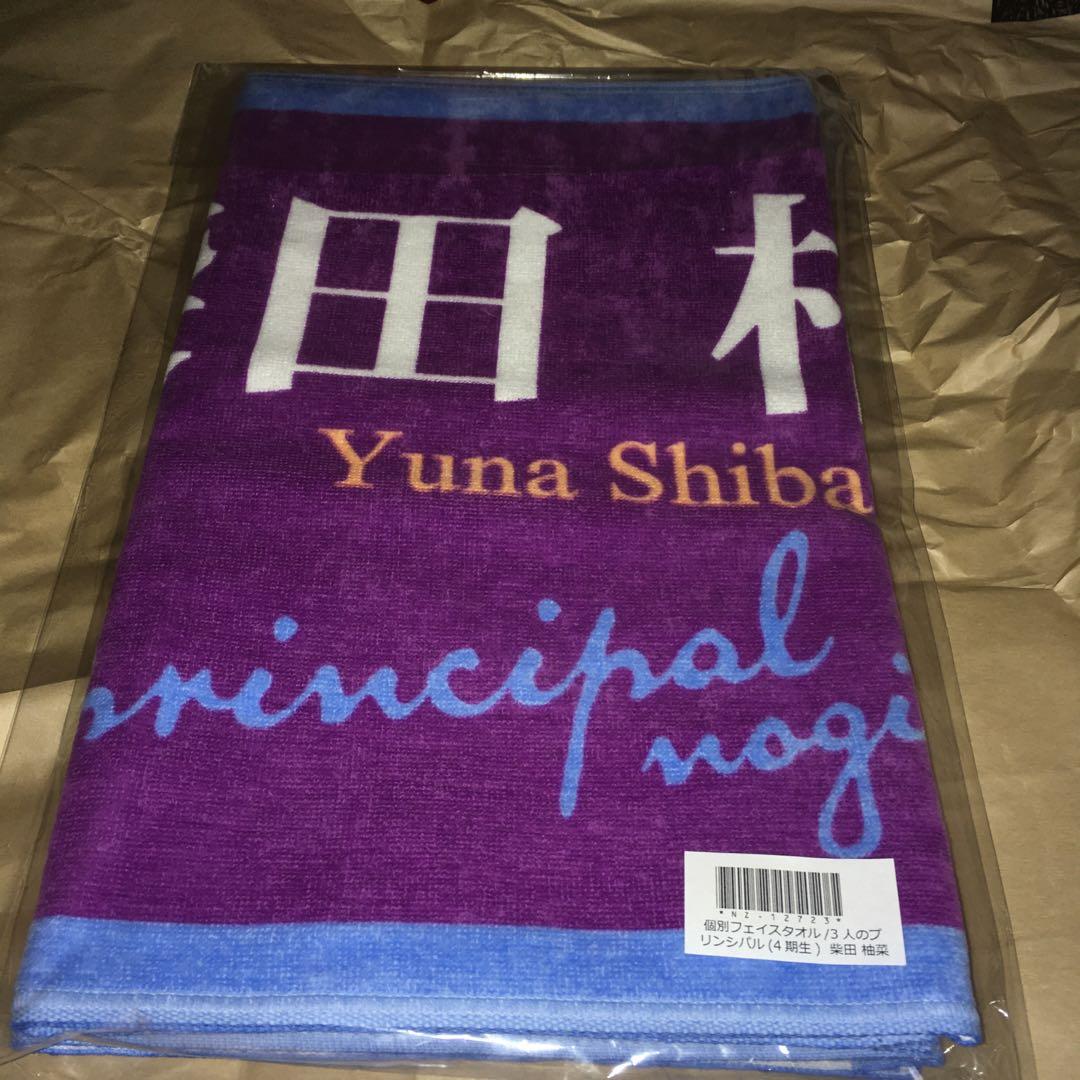 田
Yuna Shiba
principal
nogi
*NZ-12723*
個別フェイスタオル/3人のプ
リンシパル(4期生) 柴田 柚菜